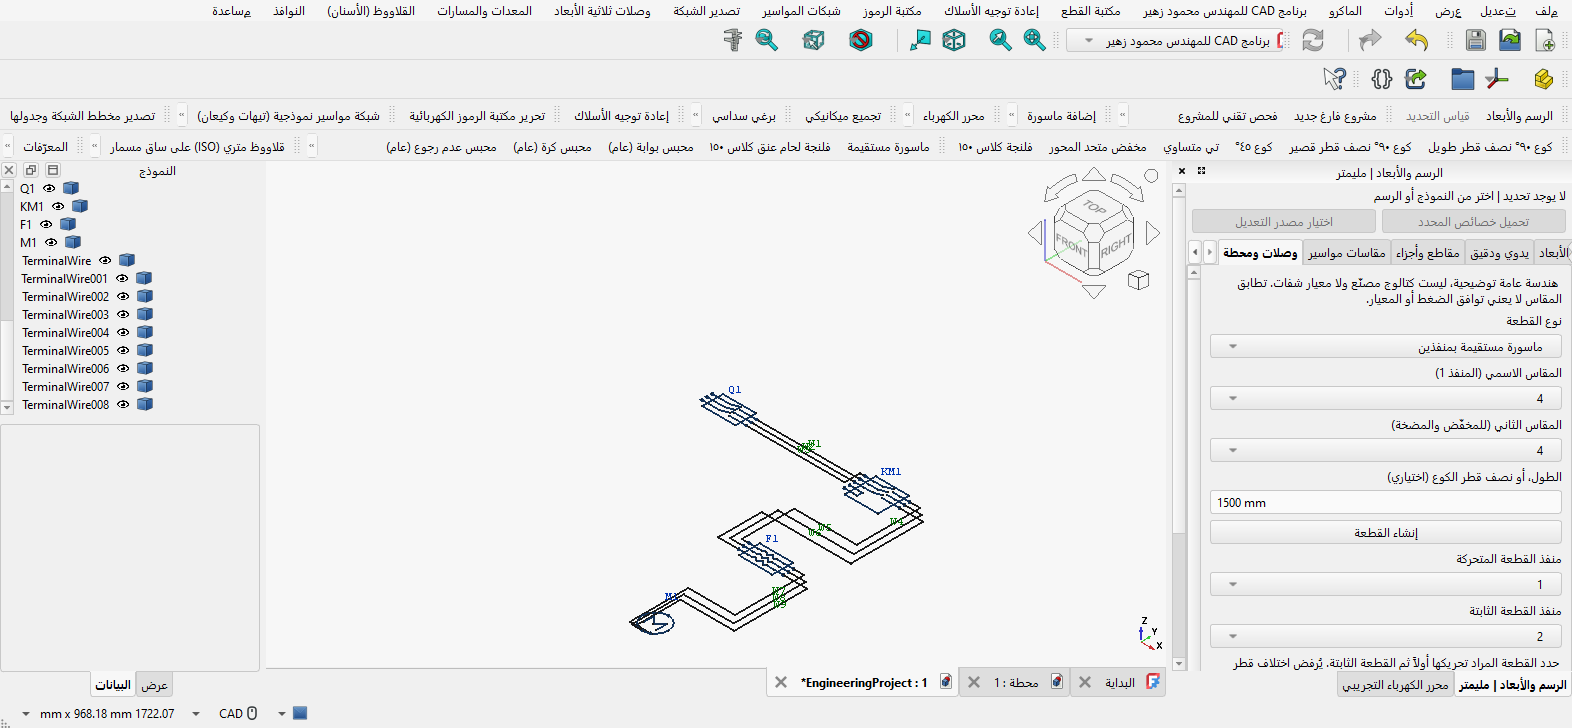 ملف تعديل عرض أدوات الماكرو برنامج CAD للمهندس محمود زهير مكتبة القطع إعادة توجيه الأسلاك مكتبة الرموز شبكات المواسير تصدير الشبكة وصلات ثلاثية الأبعاد المعدات والمسارات القلاووظ (الأسنان) النوافذ مساعدة
برنامج CAD للمهندس محمود زهير
الرسم والأبعاد قياس التحديد مشروع فارغ جديد فحص تقني للمشروع » إضافة ماسورة » محرر الكهرباء » تجميع ميكانيكي برغي سداسي » إعادة توجيه الأسلاك تحرير مكتبة الرموز الكهربائية شبكة مواسير نموذجية (تيهات وكيعان) » تصدير مخطط الشبكة وجدولها
كوع ٩٠° نصف قطر طويل كوع ٩٠° نصف قطر قصير كوع ٤٥° تي متساوي مخفض متحد المحور فلنجة كلاس ١٥٠ ماسورة مستقيمة فلنجة لحام عنق كلاس ١٥٠ محبس بوابة (عام) محبس كرة (عام) محبس عدم رجوع (عام) » قلاووظ متري (ISO) على ساق مسمار » المعرّفات »
النموذج
Q1
KM1
F1
M1
TerminalWire
TerminalWire001
TerminalWire002
TerminalWire003
TerminalWire004
TerminalWire005
TerminalWire006
TerminalWire007
TerminalWire008
عرض البيانات
TOP
FRONT RIGHT
Q1
KM1
W4
W5
F1
W9
Z
Y
X
الرسم والأبعاد | مليمتر
لا يوجد تحديد | اختر من النموذج أو الرسم
تحميل خصائص المحدد اختيار مصدر التعديل
الأبعاد يدوي ودقيق مقاطع وأجزاء مقاسات مواسير وصلات ومحطة
هندسة عامة توضيحية، ليست كتالوج مصنّع ولا معيار شفات. تطابق
المقاس لا يعني توافق الضغط أو المعيار.
نوع القطعة
ماسورة مستقيمة بمنفذين
المقاس الاسمي (المنفذ 1)
4
المقاس الثاني (للمخفّض والمضخة)
4
الطول، أو نصف قطر الكوع (اختياري)
1500 mm
إنشاء القطعة
منفذ القطعة المتحركة
1
منفذ القطعة الثابتة
2
حدد القطعة المراد تحريكها أولاً ثم القطعة الثابتة. يُرفض اختلاف قطر
الرسم والأبعاد | مليمتر محرر الكهرباء التجريبي
البداية محطة : 1 EngineeringProject : 1*
1722.07 mm x 968.18 mm CAD